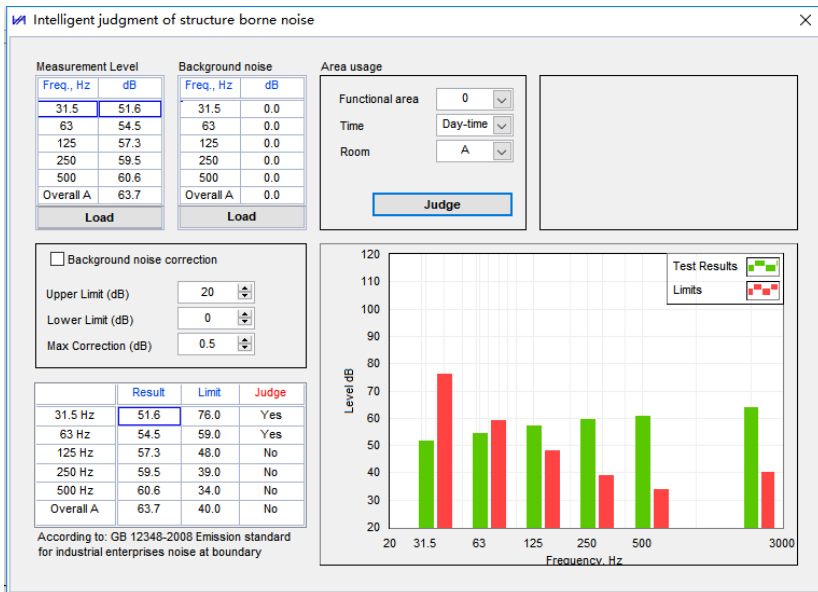 Intelligent judgment of structure borne noise
Measurement Level
Freq., Hz dB
31.5 51.6
63 54.5
125 57.3
250 59.5
500 60.6
Overall A 63.7
Load
Background noise
Freq., Hz dB
31.5 0.0
63 0.0
125 0.0
250 0.0
500 0.0
Overall A 0.0
Load
Area usage
Functional area 0
Time Day-time
Room A
Judge
Background noise correction
Upper Limit (dB) 20
Lower Limit (dB) 0
Max Correction (dB) 0.5
Result Limit Judge
31.5 Hz 51.6 76.0 Yes
63 Hz 54.5 59.0 Yes
125 Hz 57.3 48.0 No
250 Hz 59.5 39.0 No
500 Hz 60.6 34.0 No
Overall A 63.7 40.0 No
According to: GB 12348-2008 Emission standard
for industrial enterprises noise at boundary
Test Results
Limits
Level dB
120
110
100
90
80
70
60
50
40
30
20
20 31.5 63 125 250 500 3000
Frequency, Hz